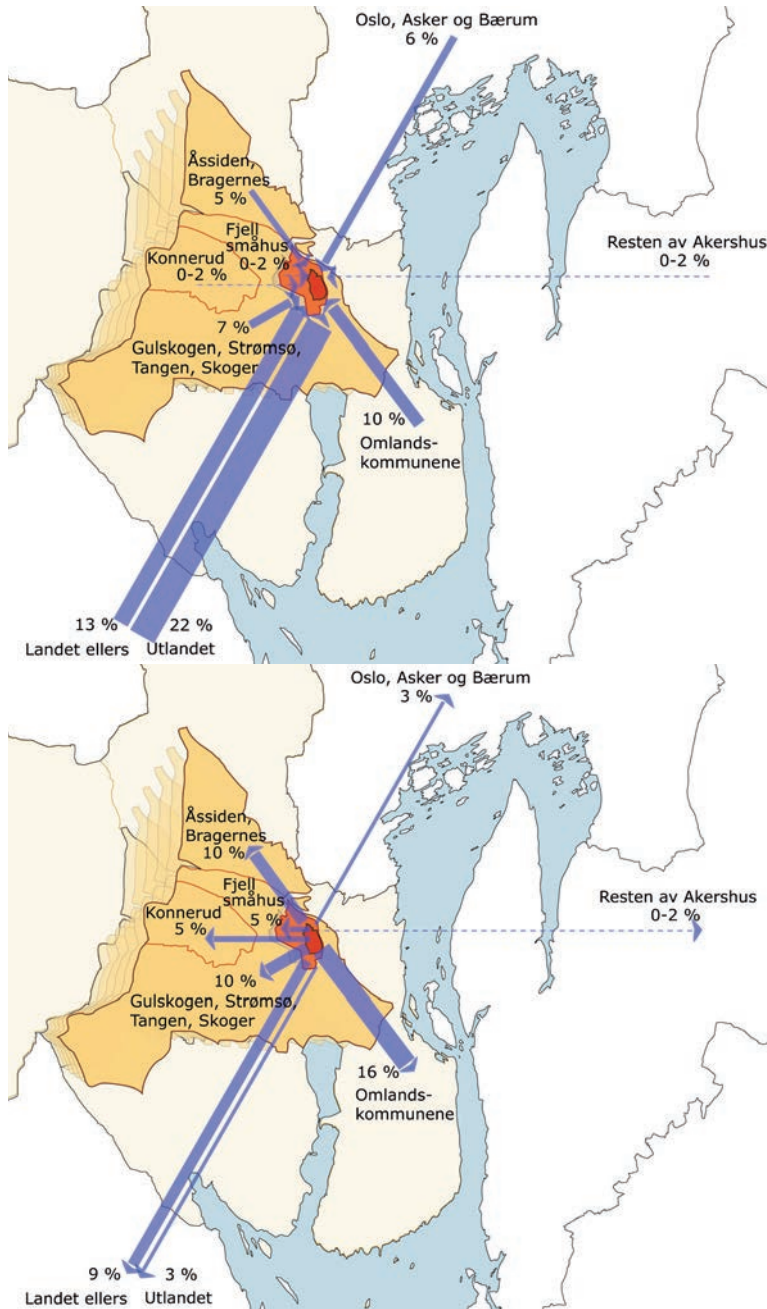 Oslo, Asker og Bærum
6 %
Åssiden,
Bragernes
5 %
Fjell
småhus
0-2 %
Konnerud
0-2 %
Resten av Akershus
0-2 %
7 %
Gulskogen, Strømsø,
Tangen, Skoger
10 %
Omlands-
kommunene
13 %
22 %
Landet ellers
Utlandet
Oslo, Asker og Bærum
3 %
Åssiden,
Bragernes
10 %
Fjell
småhus
5 %
Konnerud
5 %
Resten av Akershus
0-2 %
10 %
Gulskogen, Strømsø,
Tangen, Skoger
16 %
Omlands-
kommunene
9 %
3 %
Landet ellers
Utlandet